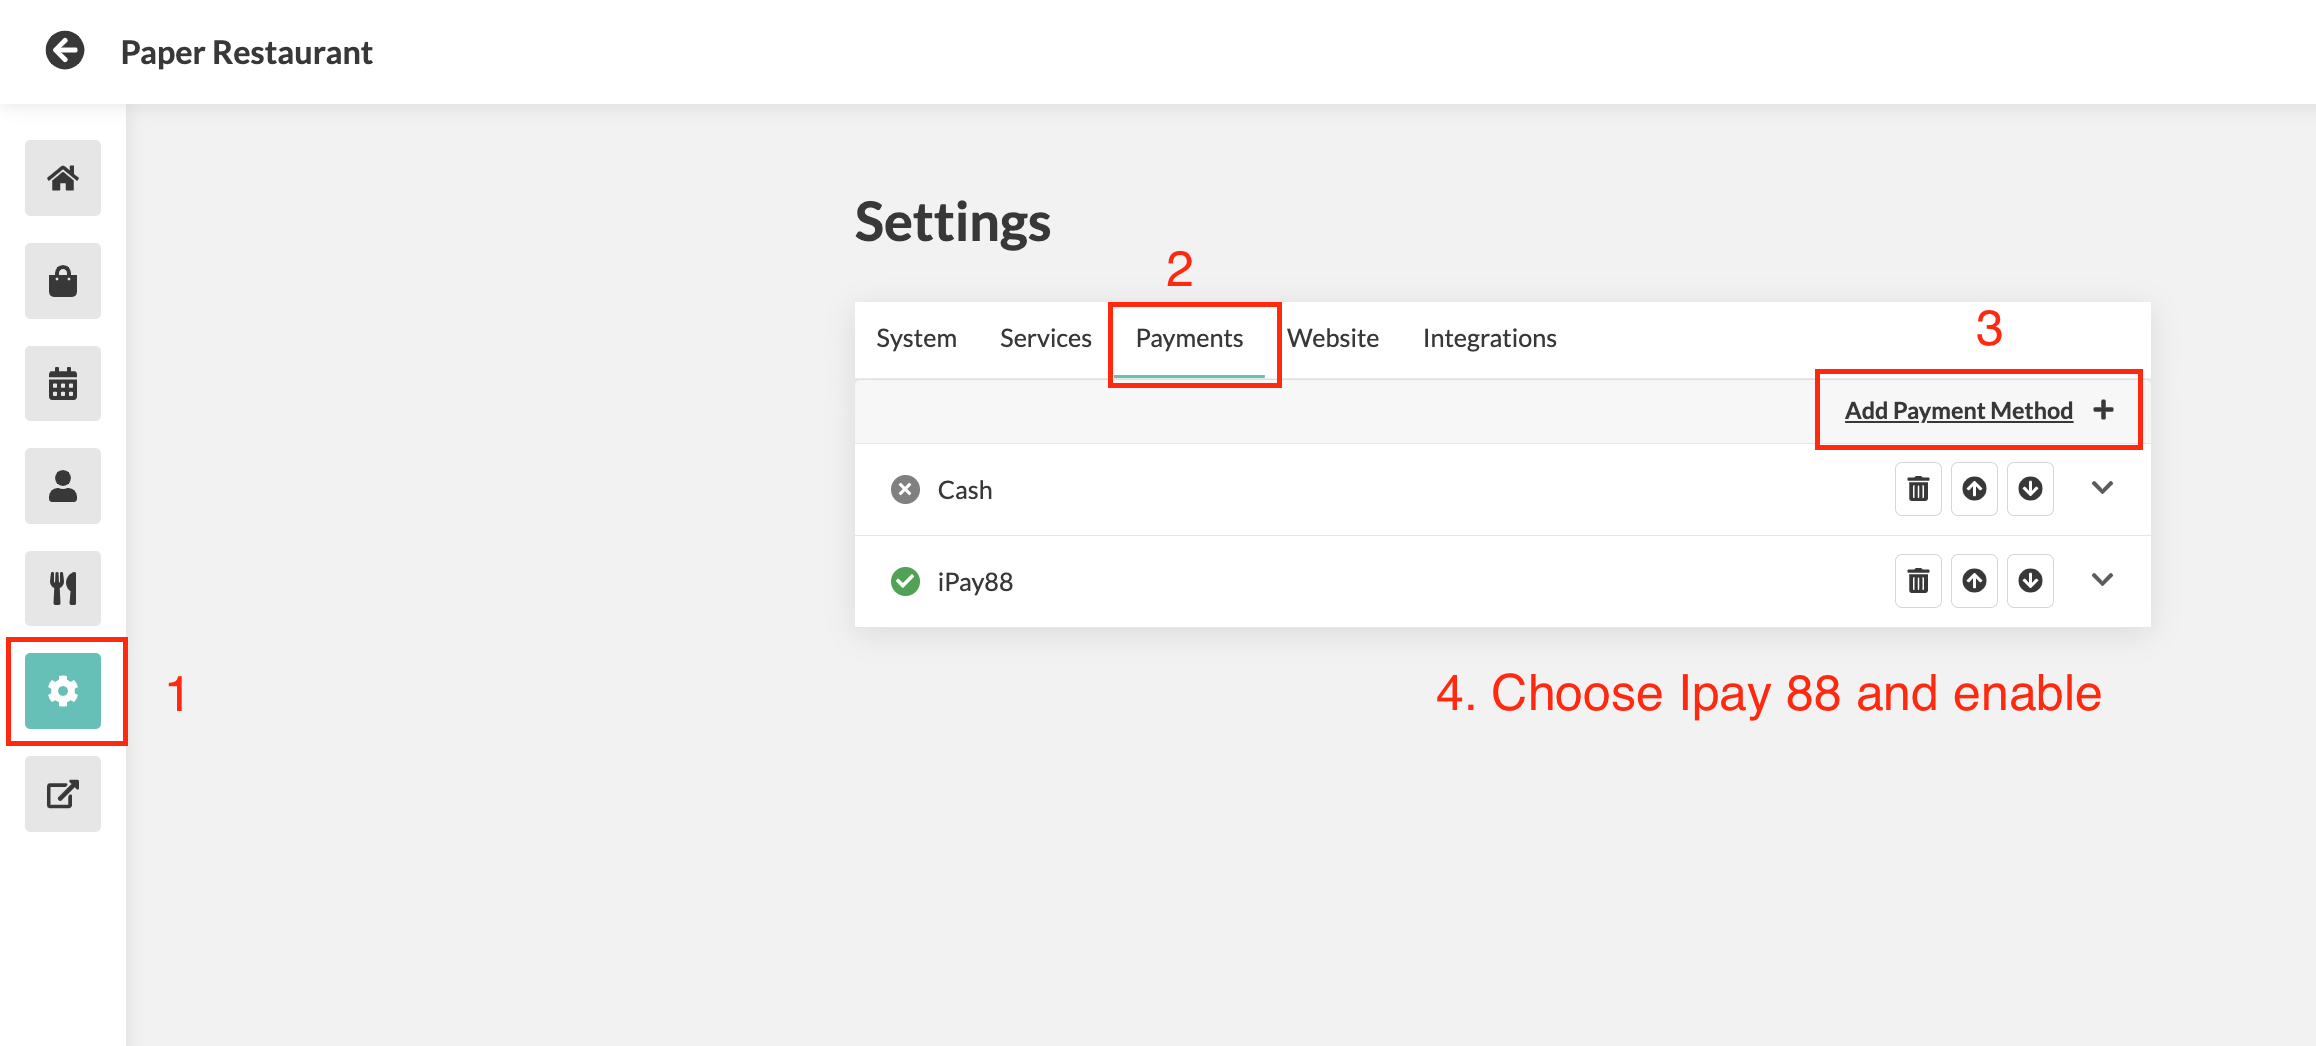 Paper Restaurant
Settings
2
System Services Payments Website Integrations
3
Add Payment Method +
Cash
iPay88
1
4. Choose Ipay 88 and enable